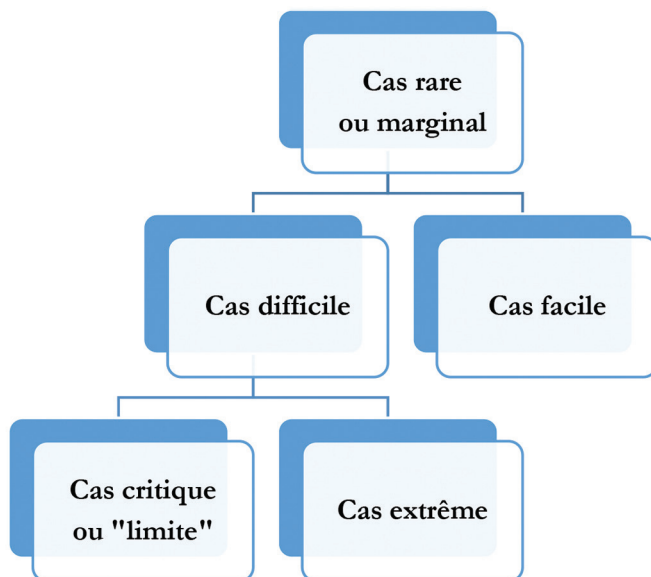 Cas rare
ou marginal
Cas difficile
Cas facile
Cas critique
ou "limite"
Cas extrême